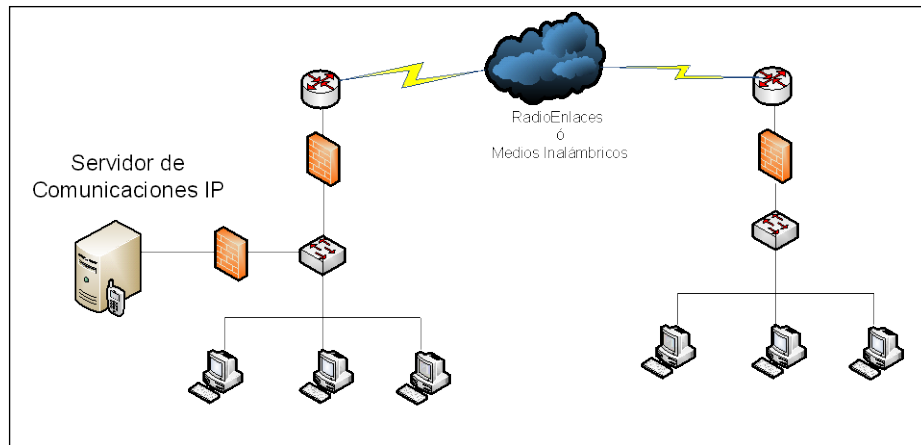 RadioEnlaces
ó
Medios Inalámbricos
Servidor de
Comunicaciones IP